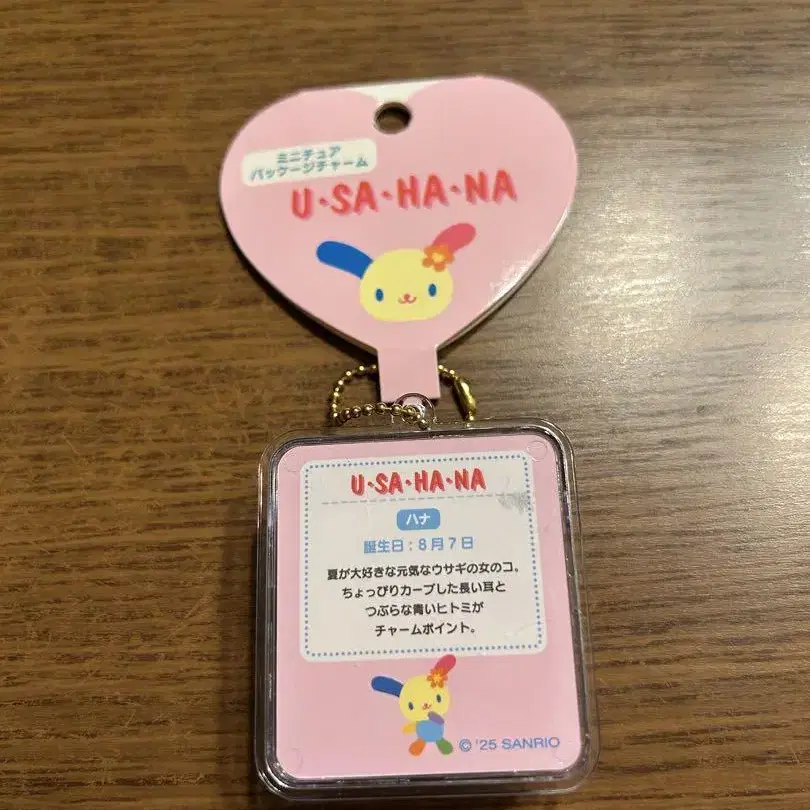 ミニチュア
パッケージチャーム
U・SA・HA・NA
U・SA・HA・NA
ハナ
誕生日：8月7日
夏が大好きな元気なウサギの女のコ。
ちょっぴりカーブした長い耳と
つぶらな青いヒトミが
チャームポイント。
© '25 SANRIO